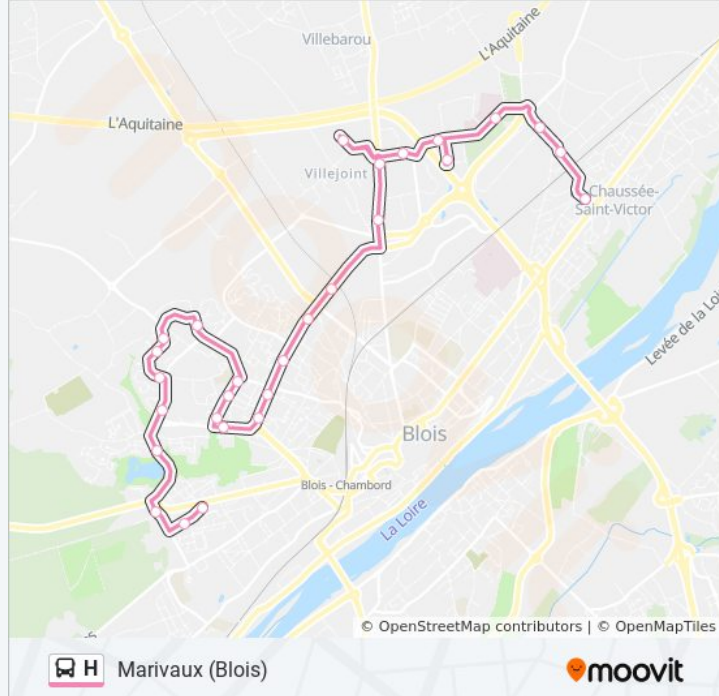 Villebarou
L'Aquitaine
L'Aquitaine
Villejoint
Chaussée-
Saint-Victor
Levée de la Loire
Blois
Blois - Chambord
La Loire
© OpenStreetMap contributors | © OpenMapTiles
H Marivaux (Blois)
moovit